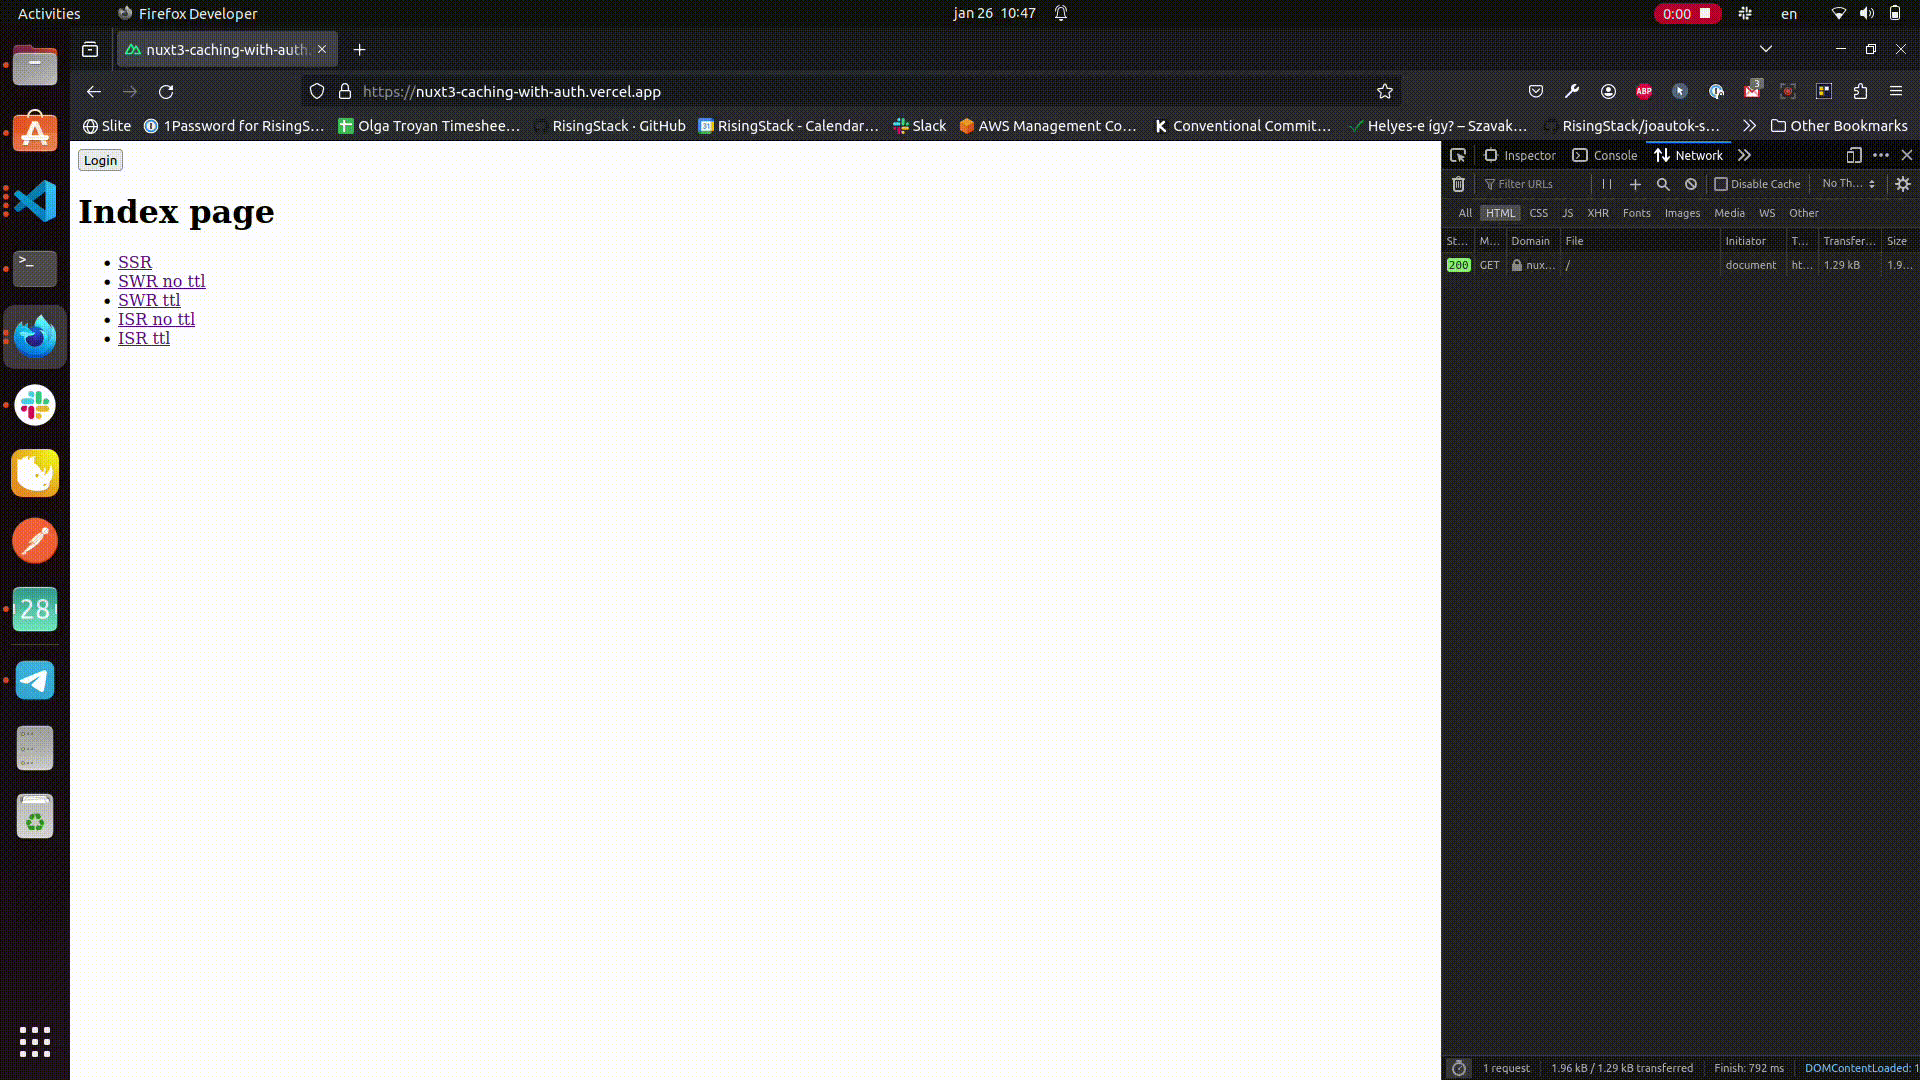 Activities Firefox Developer jan 26 10:47 0:00 en
nuxt3-caching-with-auth.
https://nuxt3-caching-with-auth.vercel.app 3
Slite 1Password for RisingS… Olga Troyan Timeshee… RisingStack · GitHub RisingStack - Calendar… Slack AWS Management Co… Conventional Commit… Helyes-e így? – Szavak… RisingStack/joautok-s… Other Bookmarks
Login
Index page
SSR
SWR no ttl
SWR ttl
ISR no ttl
ISR ttl
Inspector Console Network
Filter URLs Disable Cache No Th…
All HTML CSS JS XHR Fonts Images Media WS Other
St… M… Domain File Initiator T… Transfer… Size
200 GET nux… / document ht… 1.29 kB 1.9…
1 request 1.96 kB / 1.29 kB transferred Finish: 792 ms DOMContentLoaded: 1
28